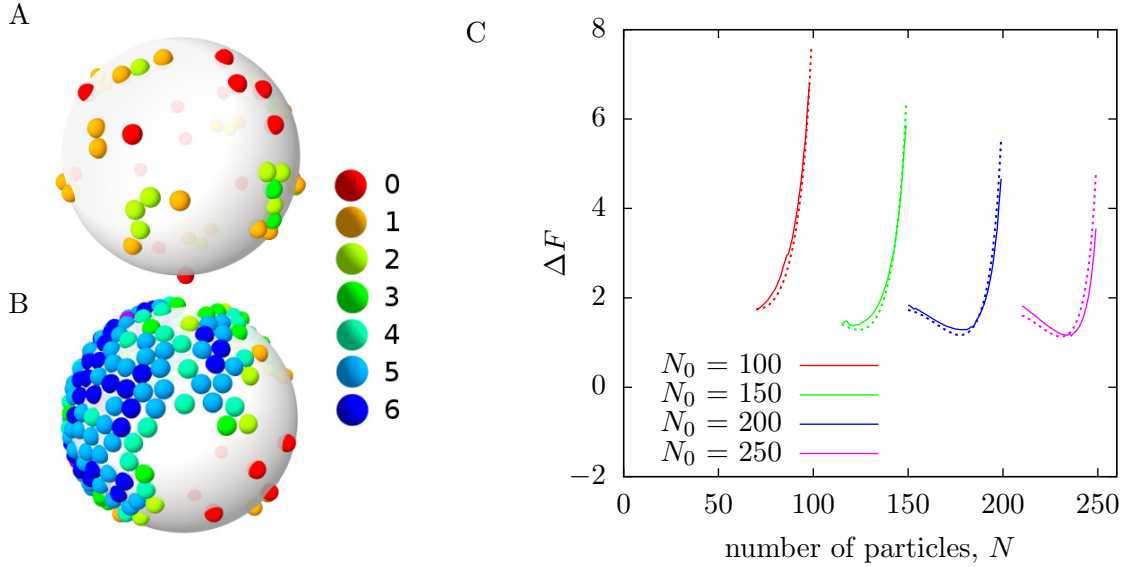 A
B
0
1
2
3
4
5
6
C
8
6
4
2
0
−2
ΔF
N₀ = 100
N₀ = 150
N₀ = 200
N₀ = 250
0 50 100 150 200 250
number of particles, N